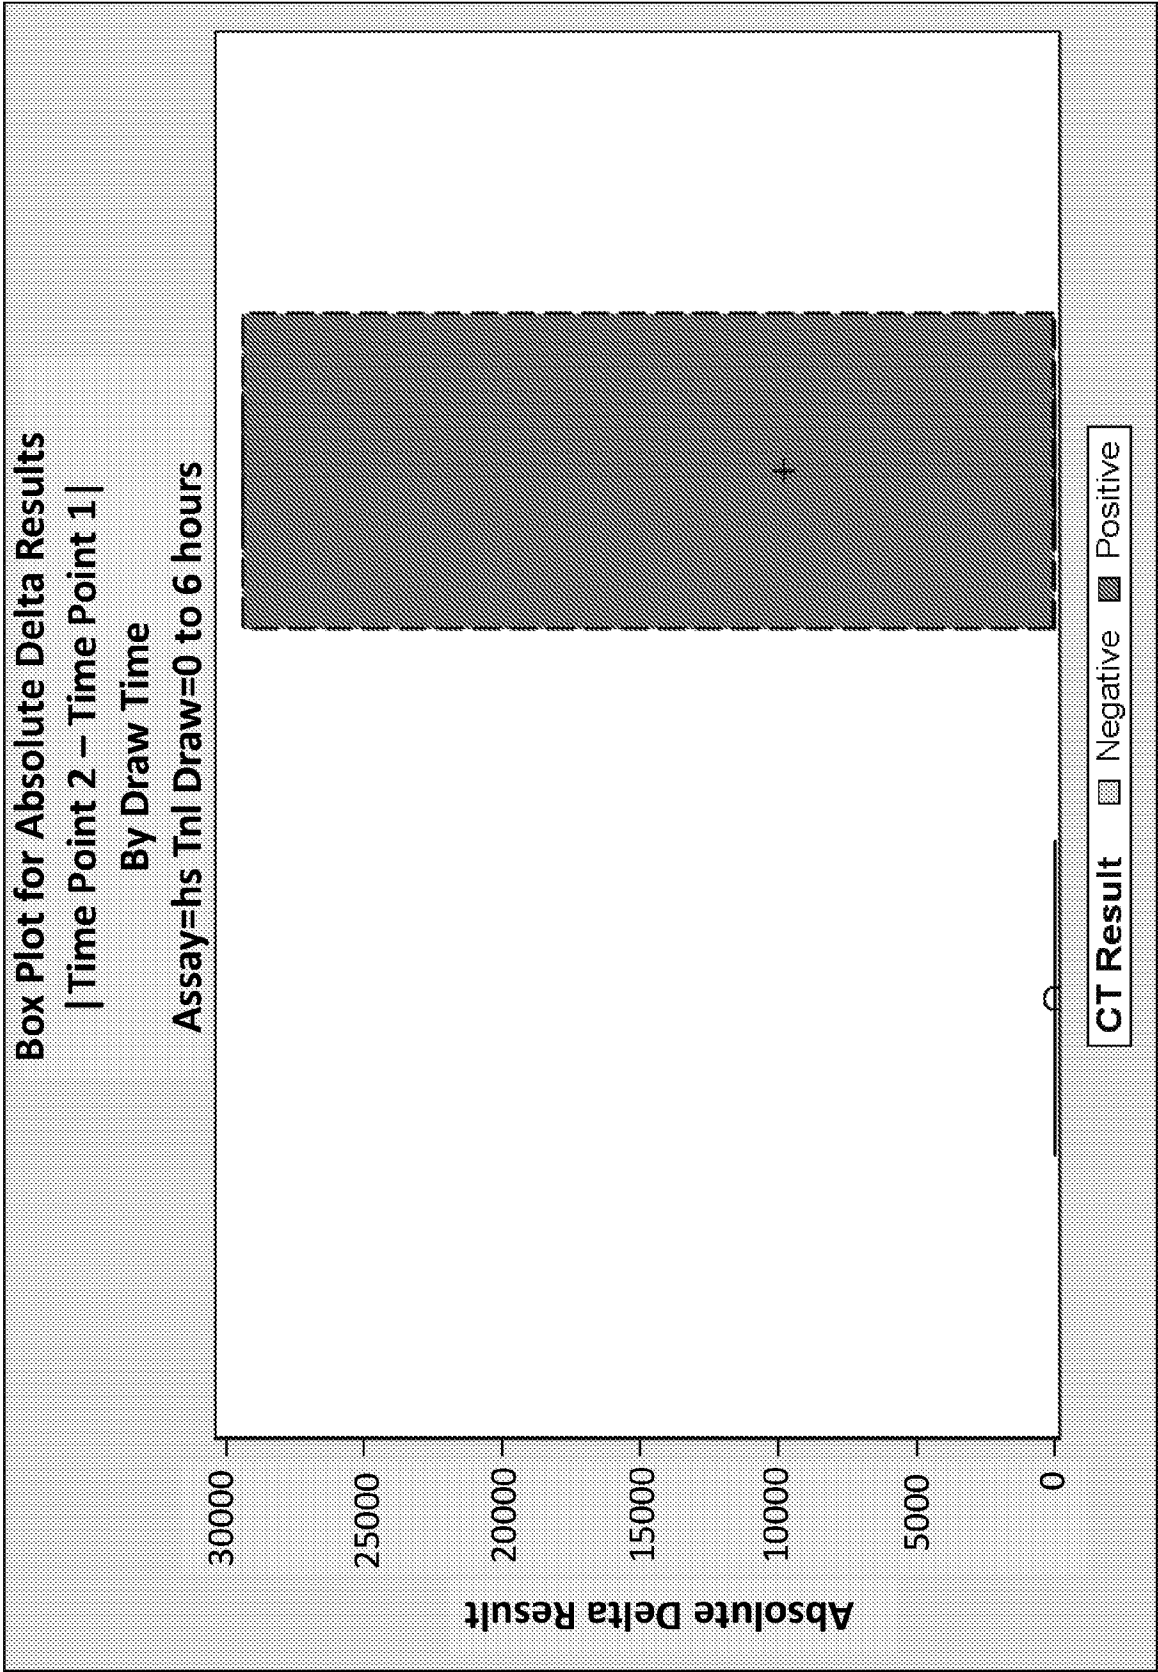 Box Plot for Absolute Delta Results
|Time Point 2 – Time Point 1|
By Draw Time
Assay=hs TnI Draw=0 to 6 hours
Absolute Delta Result
30000
25000
20000
15000
10000
5000
0
CT Result Negative Positive